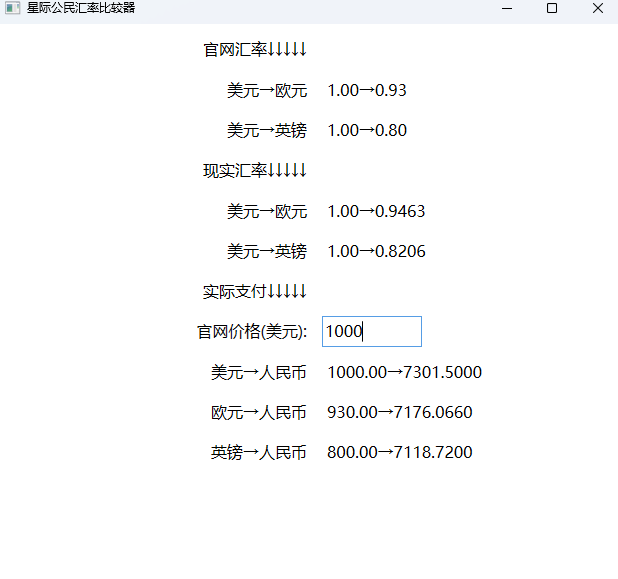 星际公民汇率比较器
官网汇率↓↓↓↓↓
美元→欧元 1.00→0.93
美元→英镑 1.00→0.80
现实汇率↓↓↓↓↓
美元→欧元 1.00→0.9463
美元→英镑 1.00→0.8206
实际支付↓↓↓↓↓
官网价格(美元): 1000
美元→人民币 1000.00→7301.5000
欧元→人民币 930.00→7176.0660
英镑→人民币 800.00→7118.7200